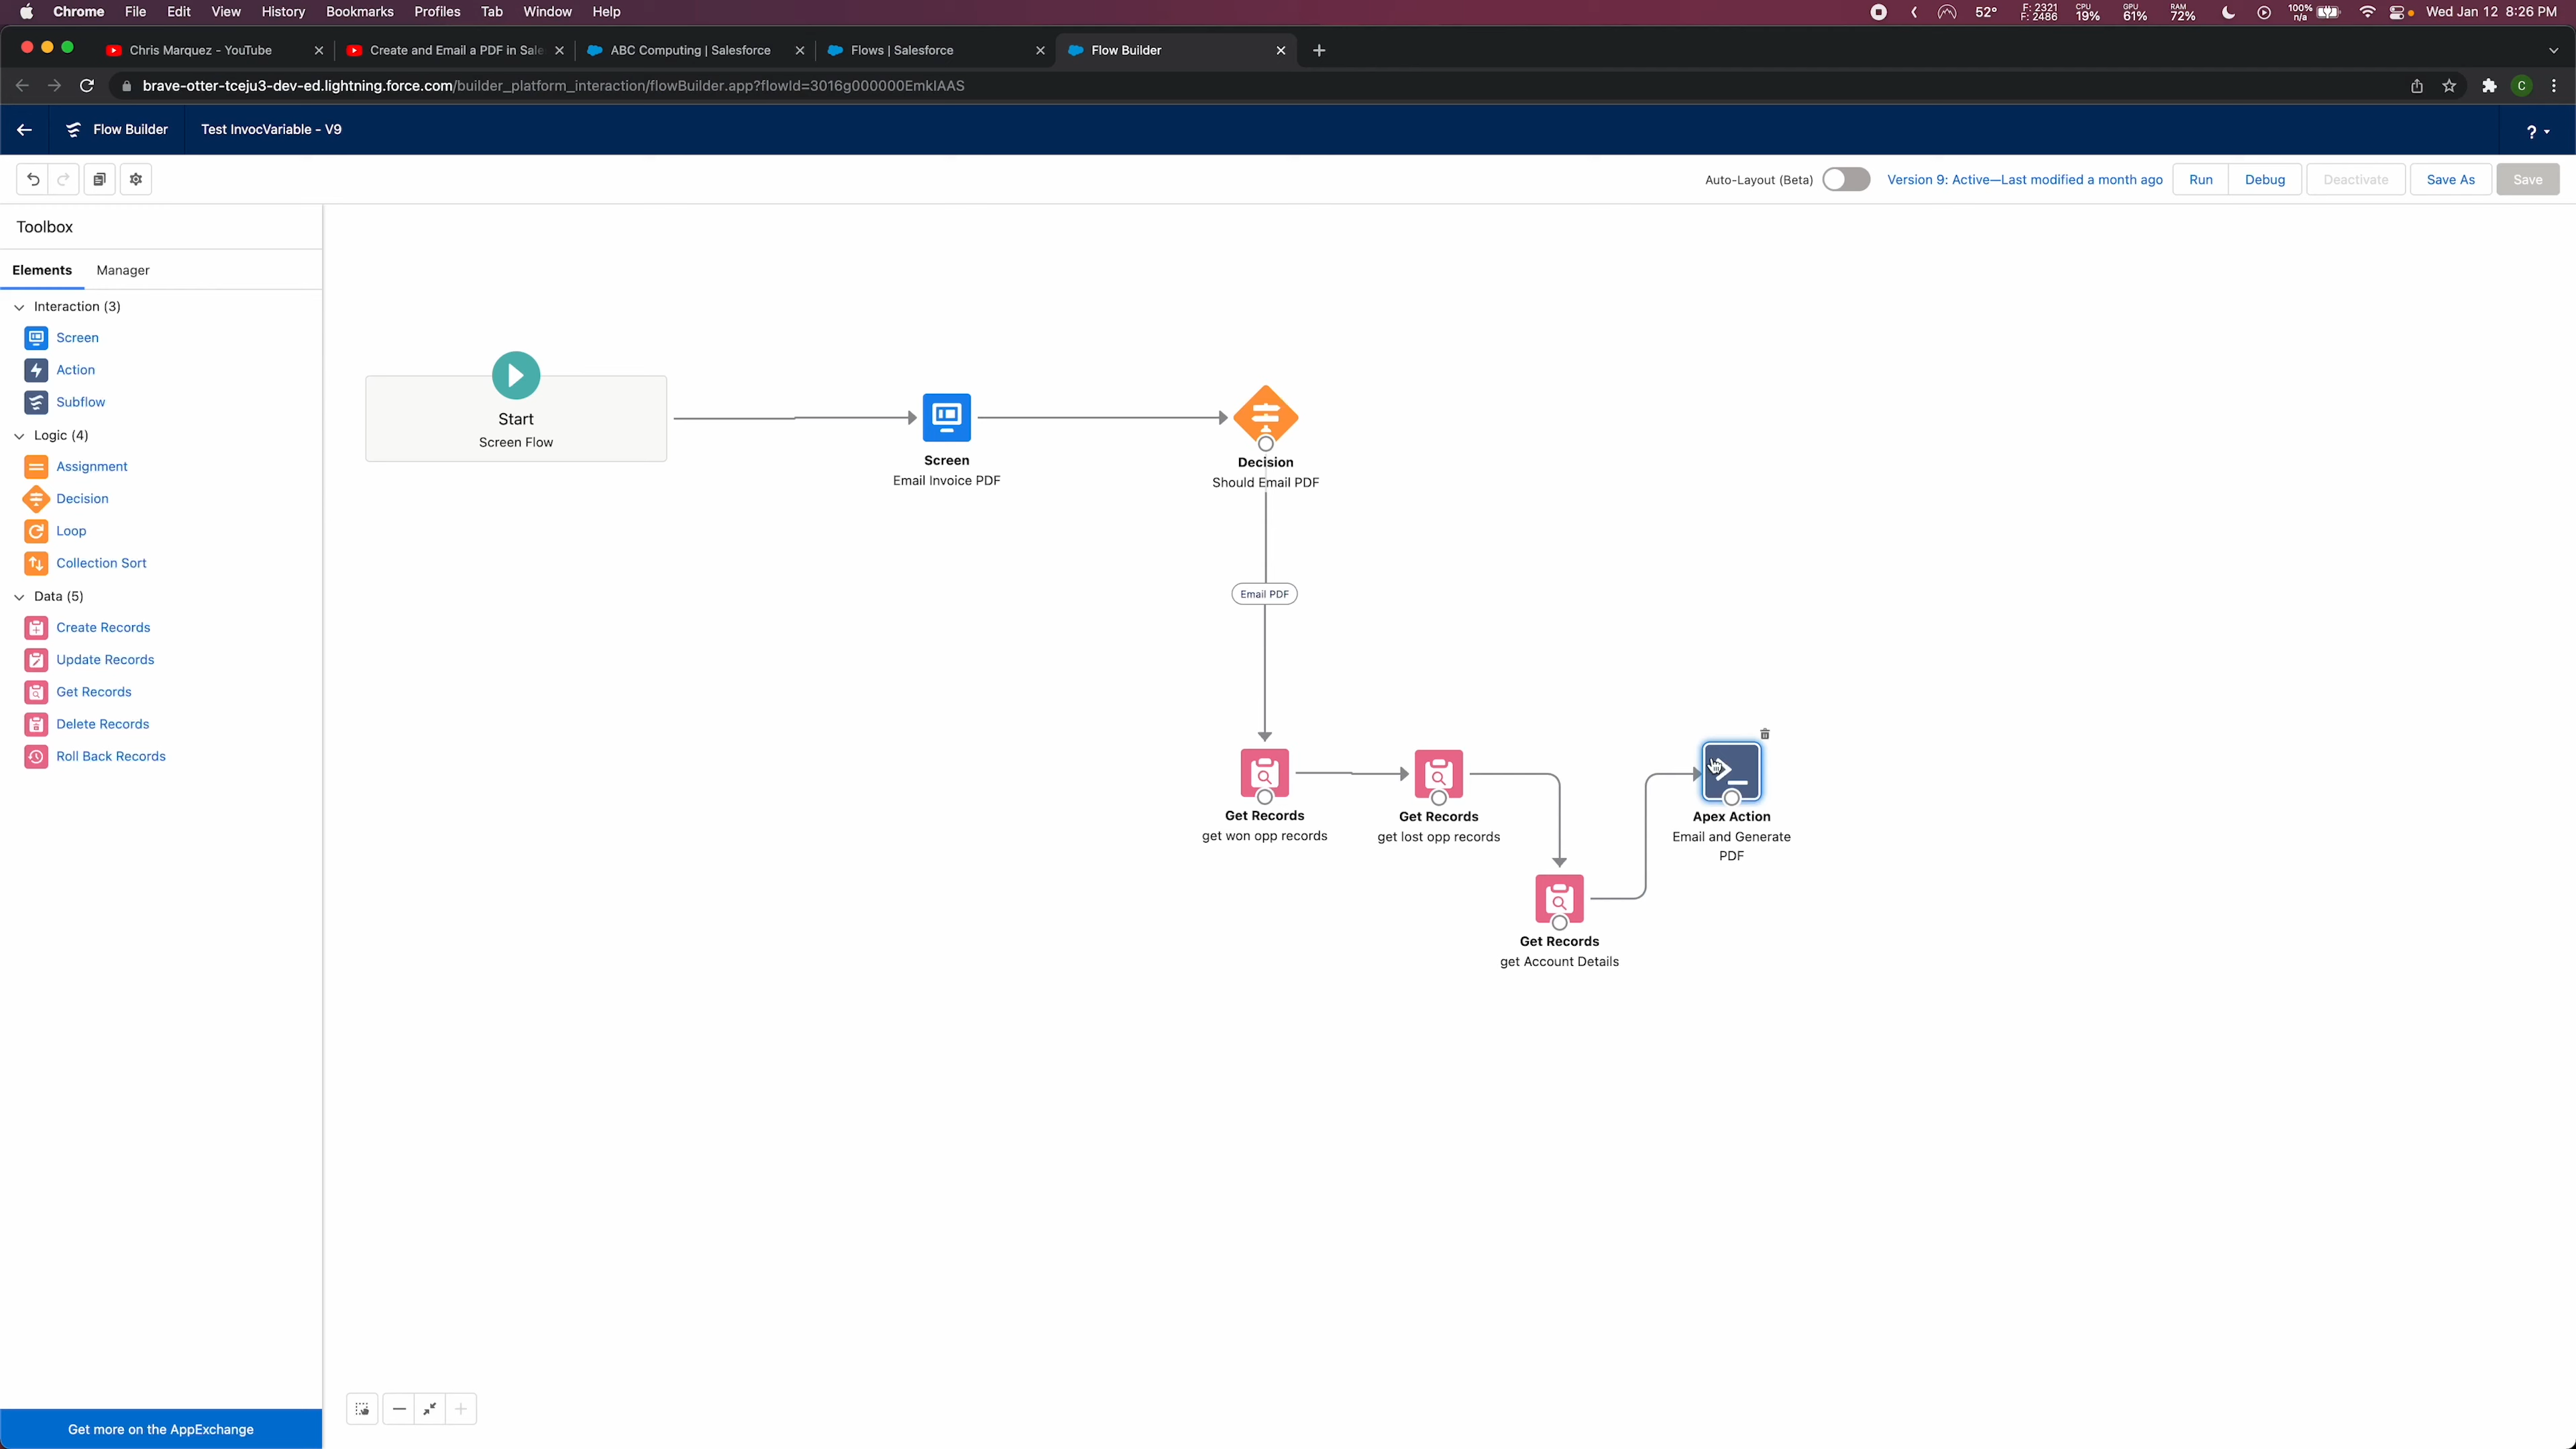 Chrome File Edit View History Bookmarks Profiles Tab Window Help
52° F: 2321 F: 2486 CPU 19% GPU 61% RAM 72% 100% n/a Wed Jan 12 8:26 PM
Chris Marquez - YouTube
Create and Email a PDF in Sale
ABC Computing | Salesforce
Flows | Salesforce
Flow Builder
brave-otter-tceju3-dev-ed.lightning.force.com/builder_platform_interaction/flowBuilder.app?flowId=3016g000000EmkIAAS
C
Flow Builder Test InvocVariable - V9
?
Auto-Layout (Beta) Version 9: Active—Last modified a month ago Run Debug Deactivate Save As Save
Toolbox
Elements Manager
Interaction (3)
Screen
Action
Subflow
Logic (4)
Assignment
Decision
Loop
Collection Sort
Data (5)
Create Records
Update Records
Get Records
Delete Records
Roll Back Records
Get more on the AppExchange
Start
Screen Flow
Screen
Email Invoice PDF
Decision
Should Email PDF
Email PDF
Get Records
get won opp records
Get Records
get lost opp records
Apex Action
Email and Generate
PDF
Get Records
get Account Details